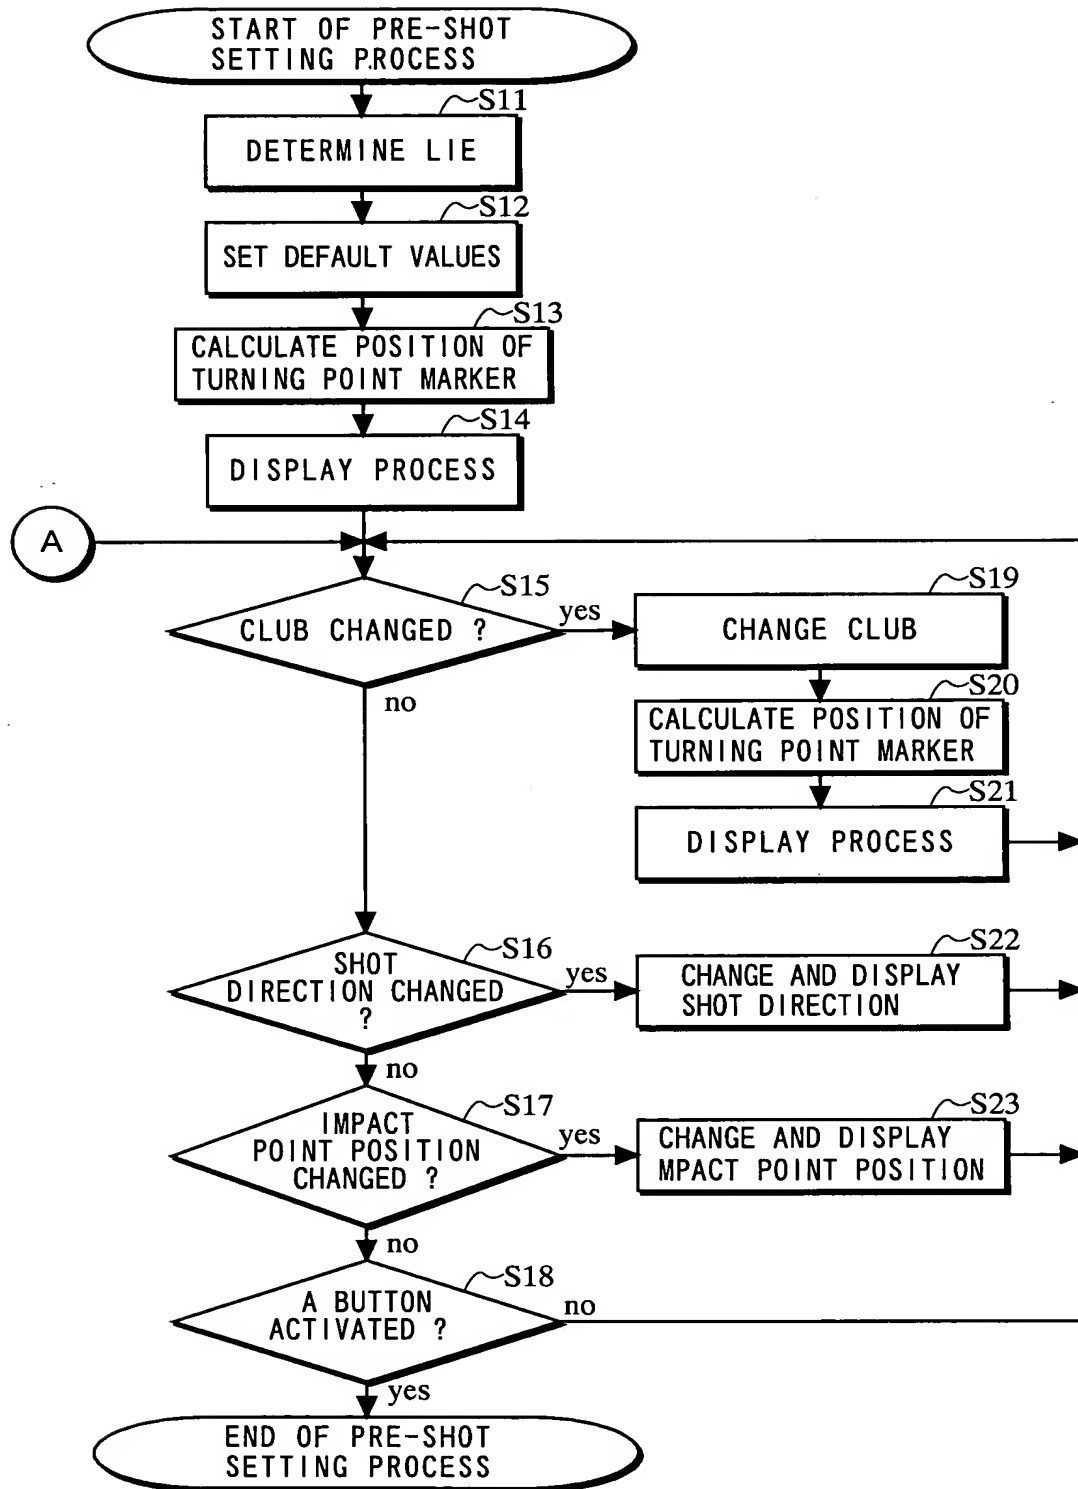 START OF PRE-SHOT
SETTING PROCESS
S11
DETERMINE LIE
S12
SET DEFAULT VALUES
S13
CALCULATE POSITION OF
TURNING POINT MARKER
S14
DISPLAY PROCESS
A
S15
CLUB CHANGED ?
yes
no
S19
CHANGE CLUB
S20
CALCULATE POSITION OF
TURNING POINT MARKER
S21
DISPLAY PROCESS
S16
SHOT
DIRECTION CHANGED
?
yes
no
S22
CHANGE AND DISPLAY
SHOT DIRECTION
S17
IMPACT
POINT POSITION
CHANGED ?
yes
no
S23
CHANGE AND DISPLAY
MPACT POINT POSITION
S18
A BUTTON
ACTIVATED ?
no
yes
END OF PRE-SHOT
SETTING PROCESS